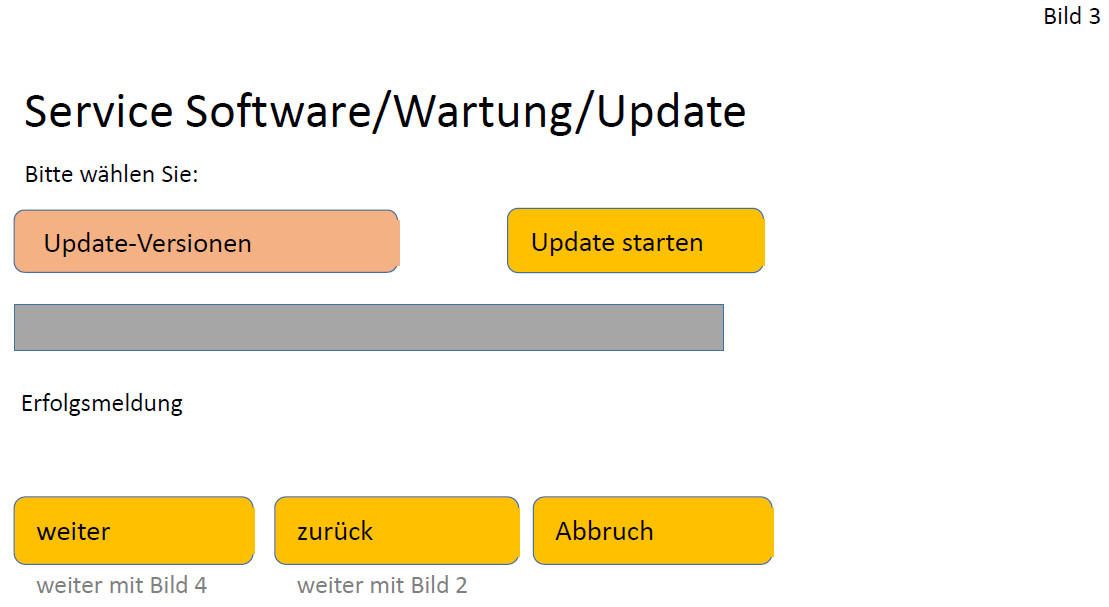 Bild 3
Service Software/Wartung/Update
Bitte wählen Sie:
Update-Versionen
Update starten
Erfolgsmeldung
weiter
zurück
Abbruch
weiter mit Bild 4
weiter mit Bild 2